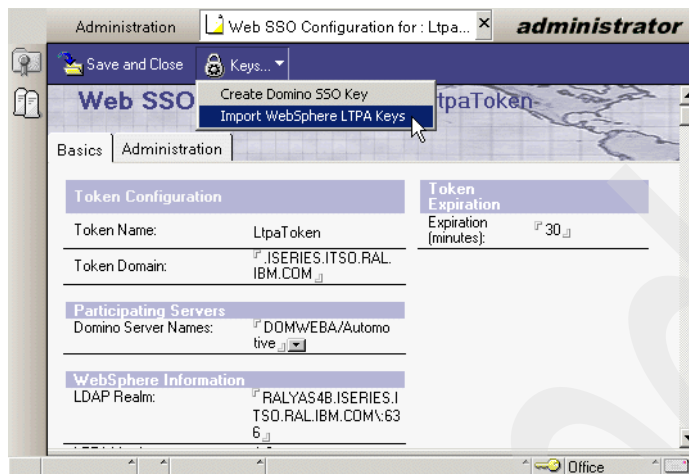 Administration
Web SSO Configuration for : Ltpa...
administrator
Save and Close
Keys...
Create Domino SSO Key
Import WebSphere LTPA Keys
Web SSO
tpaToken-
Basics
Administration
Token Configuration
Token
Expiration
Token Name:
LtpaToken
Expiration
(minutes):
30
Token Domain:
.ISERIES.ITSO.RAL.
IBM.COM
Participating Servers
Domino Server Names:
DOMWEBA/Automo
tive
WebSphere Information
LDAP Realm:
RALYAS4B.ISERIES.I
TSO.RAL.IBM.COM\:63
6
Office